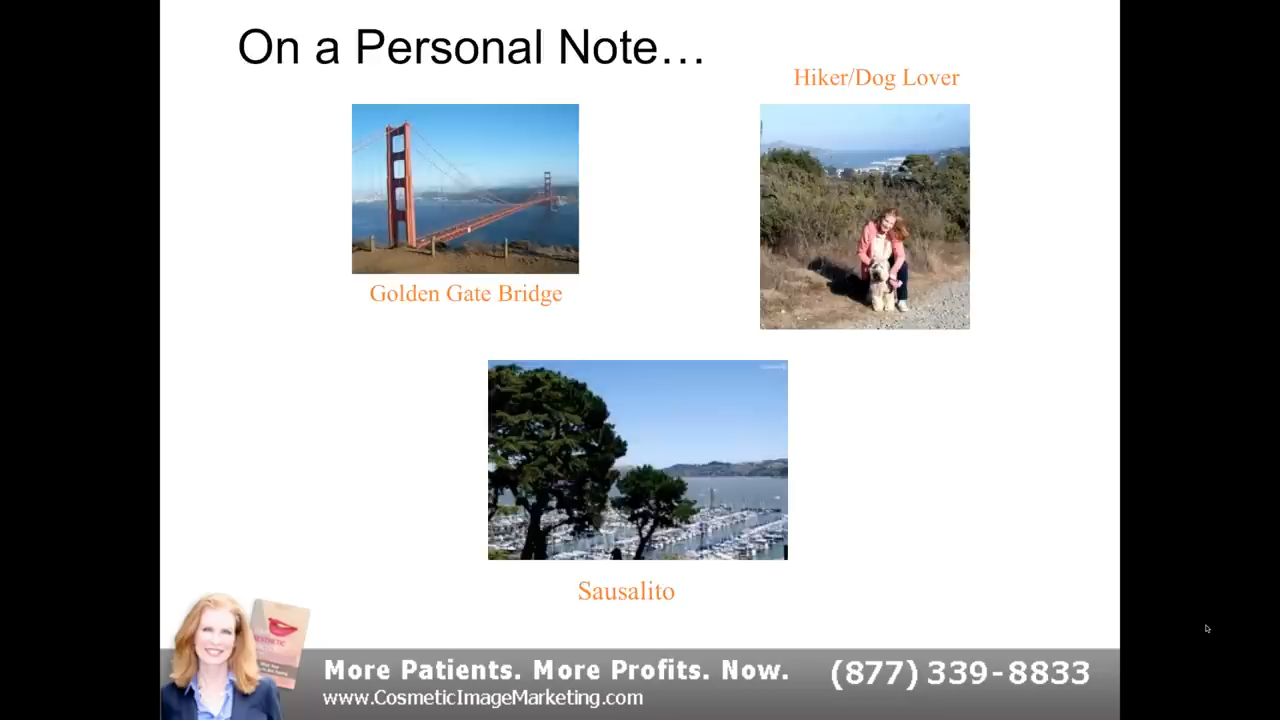 On a Personal Note…
Hiker/Dog Lover
Golden Gate Bridge
Sausalito
More Patients. More Profits. Now.
(877) 339-8833
www.CosmeticImageMarketing.com